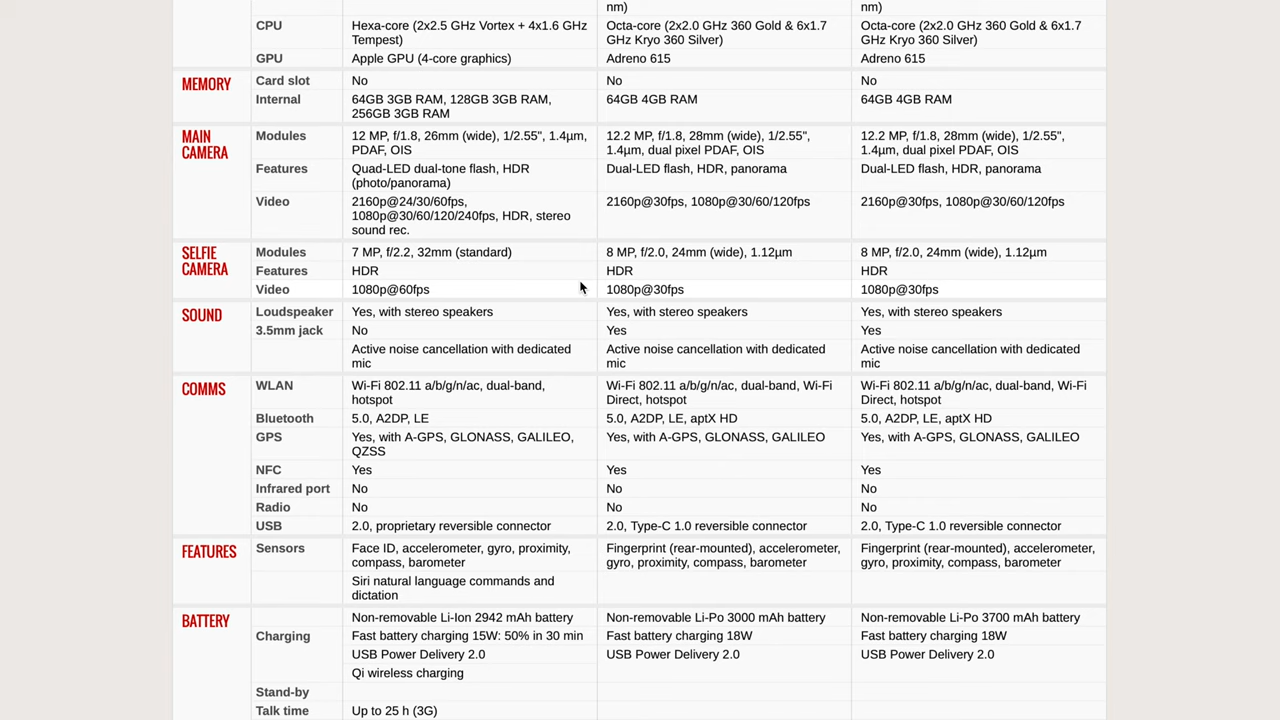 nm) nm)
CPU Hexa-core (2x2.5 GHz Vortex + 4x1.6 GHz Octa-core (2x2.0 GHz 360 Gold & 6x1.7 Octa-core (2x2.0 GHz 360 Gold & 6x1.7
Tempest) GHz Kryo 360 Silver) GHz Kryo 360 Silver)
GPU Apple GPU (4-core graphics) Adreno 615 Adreno 615
MEMORY Card slot No No No
Internal 64GB 3GB RAM, 128GB 3GB RAM, 64GB 4GB RAM 64GB 4GB RAM
256GB 3GB RAM
MAIN Modules 12 MP, f/1.8, 26mm (wide), 1/2.55", 1.4µm, 12.2 MP, f/1.8, 28mm (wide), 1/2.55", 12.2 MP, f/1.8, 28mm (wide), 1/2.55",
CAMERA PDAF, OIS 1.4µm, dual pixel PDAF, OIS 1.4µm, dual pixel PDAF, OIS
Features Quad-LED dual-tone flash, HDR Dual-LED flash, HDR, panorama Dual-LED flash, HDR, panorama
(photo/panorama)
Video 2160p@24/30/60fps, 2160p@30fps, 1080p@30/60/120fps 2160p@30fps, 1080p@30/60/120fps
1080p@30/60/120/240fps, HDR, stereo
sound rec.
SELFIE Modules 7 MP, f/2.2, 32mm (standard) 8 MP, f/2.0, 24mm (wide), 1.12µm 8 MP, f/2.0, 24mm (wide), 1.12µm
CAMERA Features HDR HDR HDR
Video 1080p@60fps 1080p@30fps 1080p@30fps
SOUND Loudspeaker Yes, with stereo speakers Yes, with stereo speakers Yes, with stereo speakers
3.5mm jack No Yes Yes
Active noise cancellation with dedicated Active noise cancellation with dedicated Active noise cancellation with dedicated
mic mic mic
COMMS WLAN Wi-Fi 802.11 a/b/g/n/ac, dual-band, Wi-Fi 802.11 a/b/g/n/ac, dual-band, Wi-Fi Wi-Fi 802.11 a/b/g/n/ac, dual-band, Wi-Fi
hotspot Direct, hotspot Direct, hotspot
Bluetooth 5.0, A2DP, LE 5.0, A2DP, LE, aptX HD 5.0, A2DP, LE, aptX HD
GPS Yes, with A-GPS, GLONASS, GALILEO, Yes, with A-GPS, GLONASS, GALILEO Yes, with A-GPS, GLONASS, GALILEO
QZSS
NFC Yes Yes Yes
Infrared port No No No
Radio No No No
USB 2.0, proprietary reversible connector 2.0, Type-C 1.0 reversible connector 2.0, Type-C 1.0 reversible connector
FEATURES Sensors Face ID, accelerometer, gyro, proximity, Fingerprint (rear-mounted), accelerometer, Fingerprint (rear-mounted), accelerometer,
compass, barometer gyro, proximity, compass, barometer gyro, proximity, compass, barometer
Siri natural language commands and
dictation
BATTERY Non-removable Li-Ion 2942 mAh battery Non-removable Li-Po 3000 mAh battery Non-removable Li-Po 3700 mAh battery
Charging Fast battery charging 15W: 50% in 30 min Fast battery charging 18W Fast battery charging 18W
USB Power Delivery 2.0 USB Power Delivery 2.0 USB Power Delivery 2.0
Qi wireless charging
Stand-by
Talk time Up to 25 h (3G)